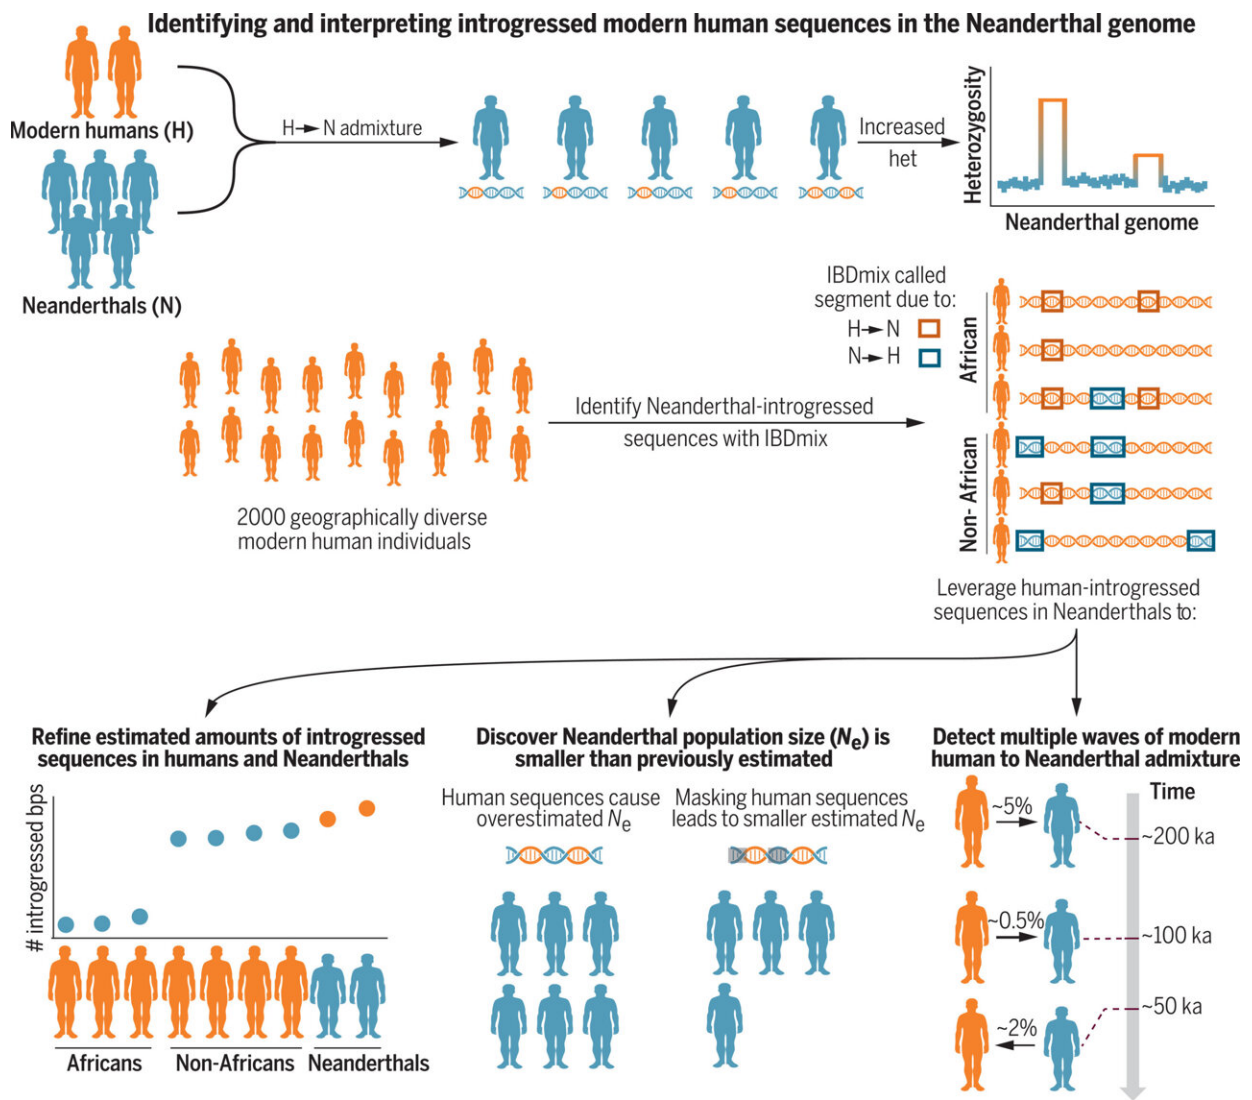 Identifying and interpreting introgressed modern human sequences in the Neanderthal genome
Modern humans (H)
Neanderthals (N)
H→N admixture
Increased
het
Heterozygosity
Neanderthal genome
2000 geographically diverse
modern human individuals
Identify Neanderthal-introgressed
sequences with IBDmix
IBDmix called
segment due to:
H→N
N→H
African
Non- African
Leverage human-introgressed
sequences in Neanderthals to:
Refine estimated amounts of introgressed
sequences in humans and Neanderthals
# introgressed bps
Africans
Non-Africans
Neanderthals
Discover Neanderthal population size (Ne) is
smaller than previously estimated
Human sequences cause
overestimated Ne
Masking human sequences
leads to smaller estimated Ne
Detect multiple waves of modern
human to Neanderthal admixture
Time
~5%
~200 ka
~0.5%
~100 ka
~50 ka
~2%